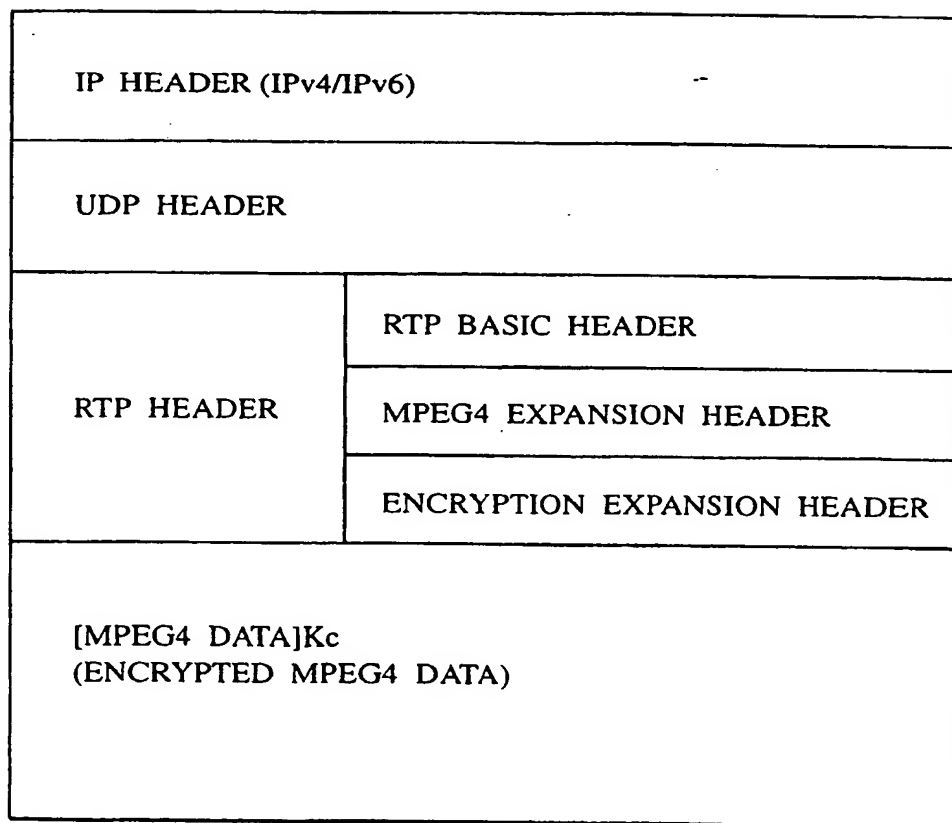 IP HEADER (IPv4/IPv6)
UDP HEADER
RTP HEADER
RTP BASIC HEADER
MPEG4 EXPANSION HEADER
ENCRYPTION EXPANSION HEADER
[MPEG4 DATA]Kc
(ENCRYPTED MPEG4 DATA)